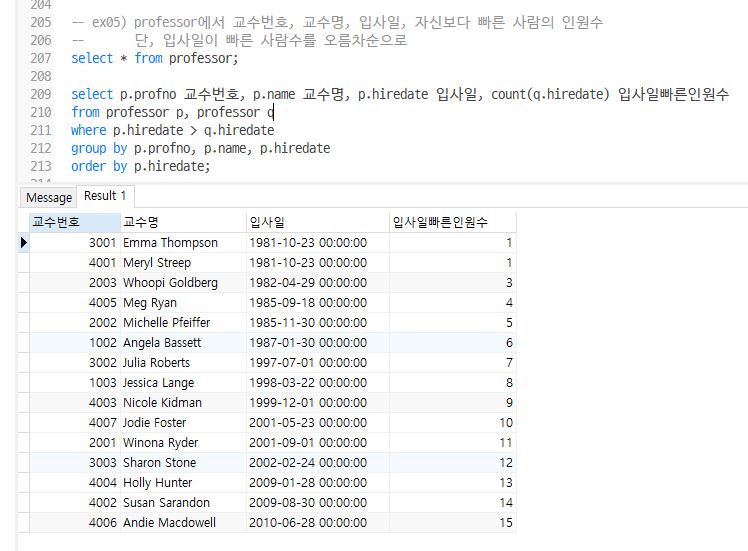 204
205 -- ex05) professor에서 교수번호, 교수명, 입사일, 자신보다 빠른 사람의 인원수
206 -- 단, 입사일이 빠른 사람수를 오름차순으로
207 select * from professor;
208
209 select p.profno 교수번호, p.name 교수명, p.hiredate 입사일, count(q.hiredate) 입사일빠른인원수
210 from professor p, professor q
211 where p.hiredate > q.hiredate
212 group by p.profno, p.name, p.hiredate
213 order by p.hiredate;
Message Result 1
교수번호 교수명 입사일 입사일빠른인원수
3001 Emma Thompson 1981-10-23 00:00:00 1
4001 Meryl Streep 1981-10-23 00:00:00 1
2003 Whoopi Goldberg 1982-04-29 00:00:00 3
4005 Meg Ryan 1985-09-18 00:00:00 4
2002 Michelle Pfeiffer 1985-11-30 00:00:00 5
1002 Angela Bassett 1987-01-30 00:00:00 6
3002 Julia Roberts 1997-07-01 00:00:00 7
1003 Jessica Lange 1998-03-22 00:00:00 8
4003 Nicole Kidman 1999-12-01 00:00:00 9
4007 Jodie Foster 2001-05-23 00:00:00 10
2001 Winona Ryder 2001-09-01 00:00:00 11
3003 Sharon Stone 2002-02-24 00:00:00 12
4004 Holly Hunter 2009-01-28 00:00:00 13
4002 Susan Sarandon 2009-08-30 00:00:00 14
4006 Andie Macdowell 2010-06-28 00:00:00 15